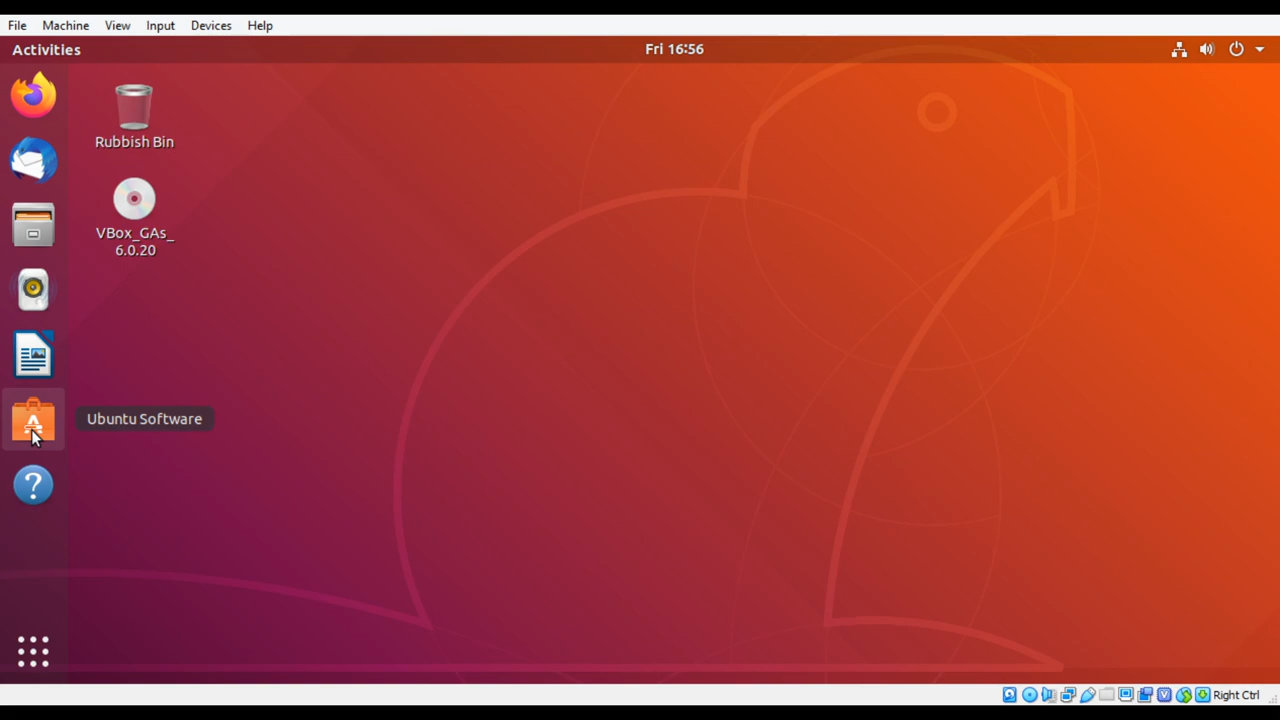 File Machine View Input Devices Help
Activities Fri 16:56
Rubbish Bin
VBox_GAs_
6.0.20
Ubuntu Software
Right Ctrl